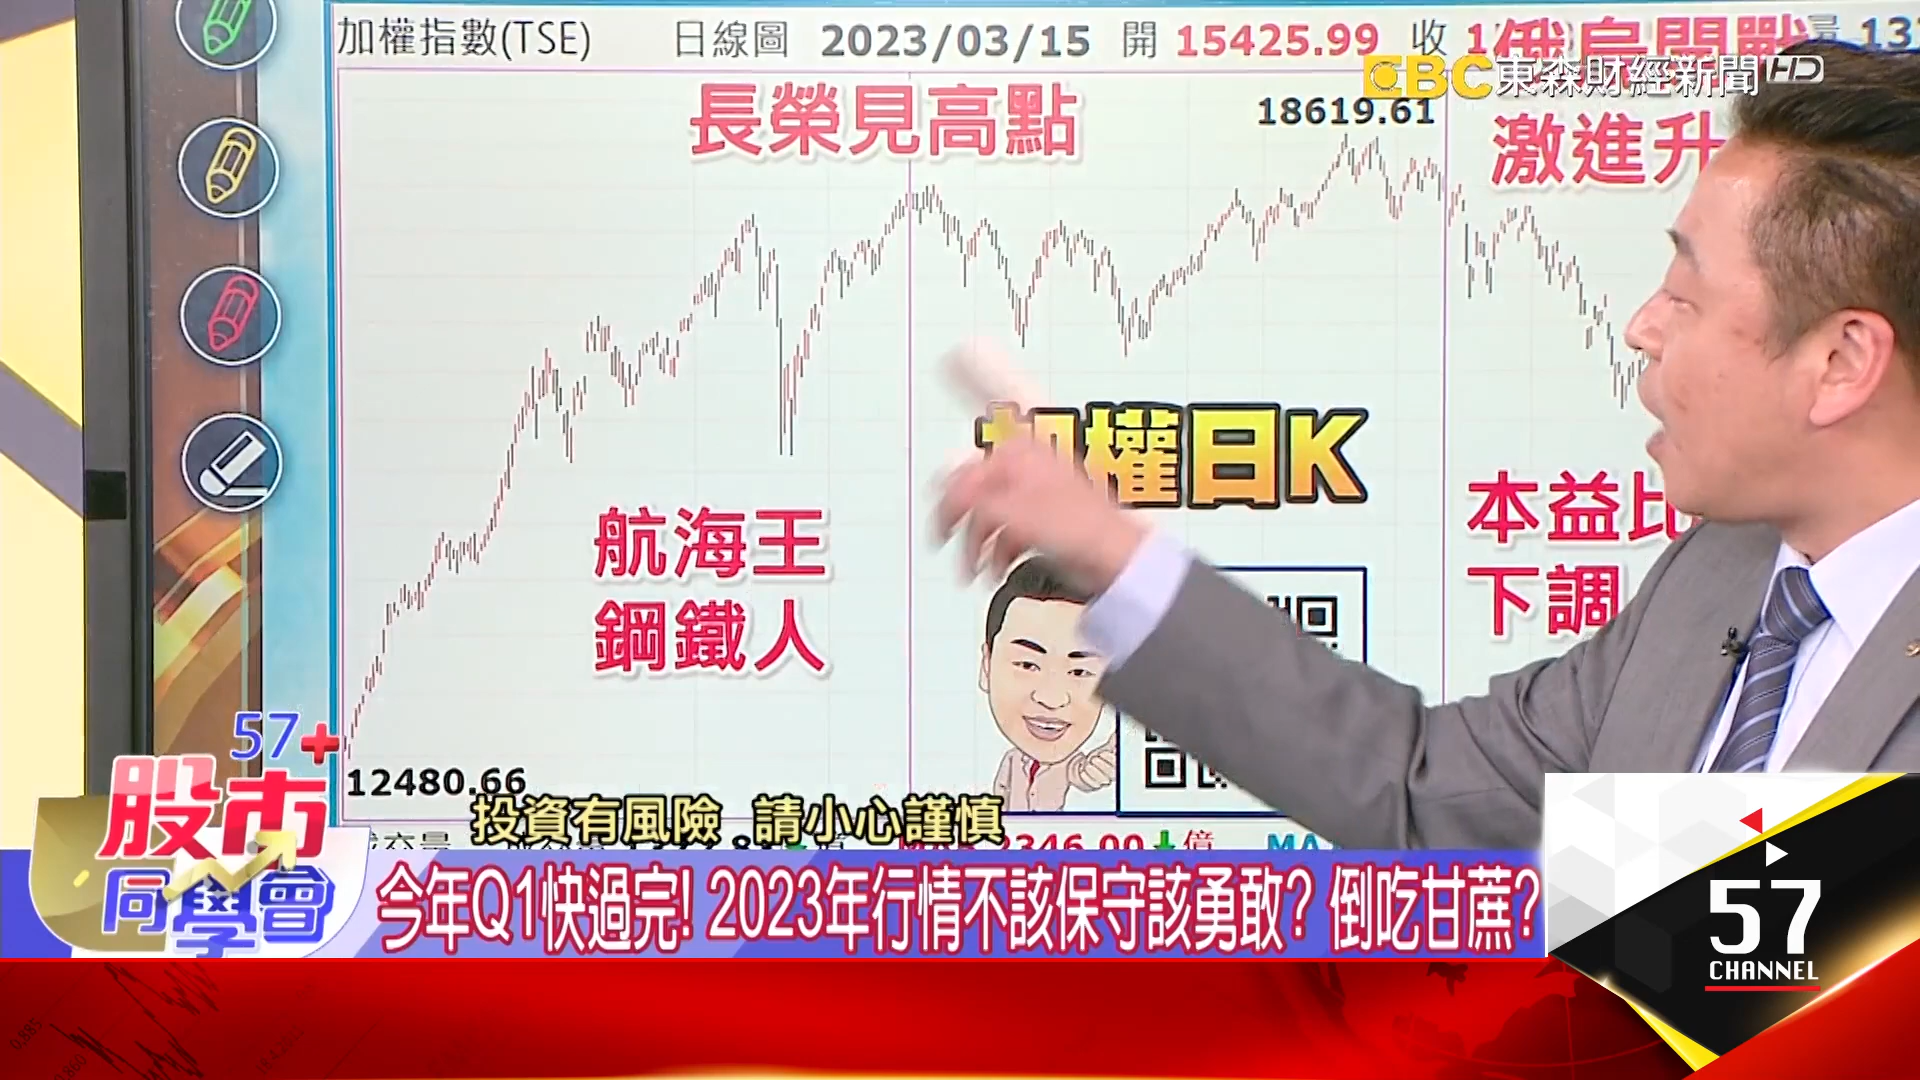 加權指數(TSE) 日線圖 2023/03/15 開 15425.99 收
俄烏開戰
EBC東森財經新聞HD
長榮見高點
18619.61
激進升
加權日K
航海王
鋼鐵人
本益比
下調
12480.66
57+
股市
同學會
投資有風險 請小心謹慎
今年Q1快過完! 2023年行情不該保守該勇敢? 倒吃甘蔗?
57
CHANNEL